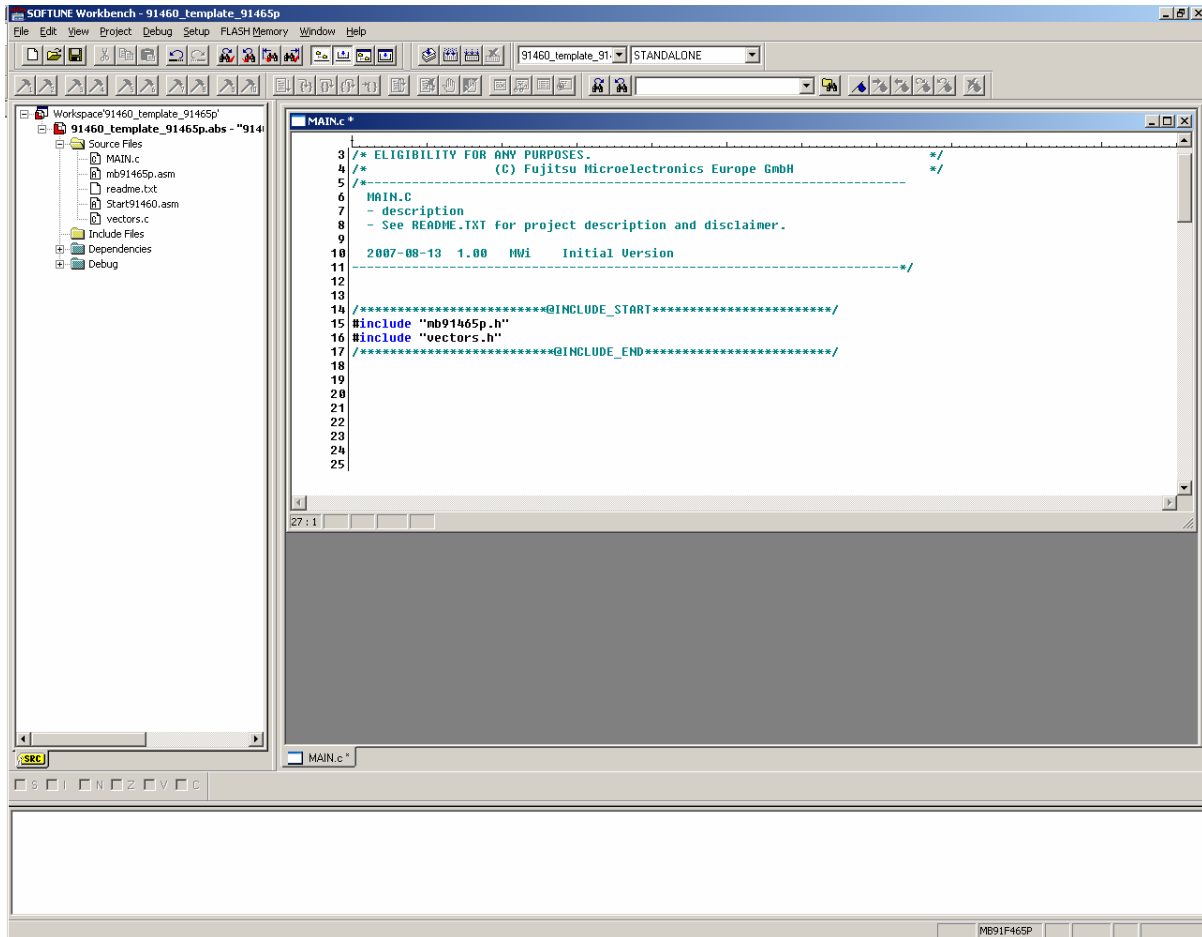 SOFTUNE Workbench - 91460_template_91465p
File Edit View Project Debug Setup FLASH Memory Window Help
91460_template_91 STANDALONE
Workspace'91460_template_91465p'
91460_template_91465p.abs - "914
Source Files
MAIN.c
mb91465p.asm
readme.txt
Start91460.asm
vectors.c
Include Files
Dependencies
Debug
SRC
MAIN.c *
3 /* ELIGIBILITY FOR ANY PURPOSES. */
4 /* (C) Fujitsu Microelectronics Europe GmbH */
5 /*------------------------------------------------------------------------
6 MAIN.C
7 - description
8 - See README.TXT for project description and disclaimer.
9
10 2007-08-13 1.00 MWi Initial Version
11 -------------------------------------------------------------------------*/
12
13
14 /*************************@INCLUDE_START************************/
15 #include "mb91465p.h"
16 #include "vectors.h"
17 /**************************@INCLUDE_END*************************/
18
19
20
21
22
23
24
25
27 : 1
MAIN.c *
S I N Z V C
MB91F465P